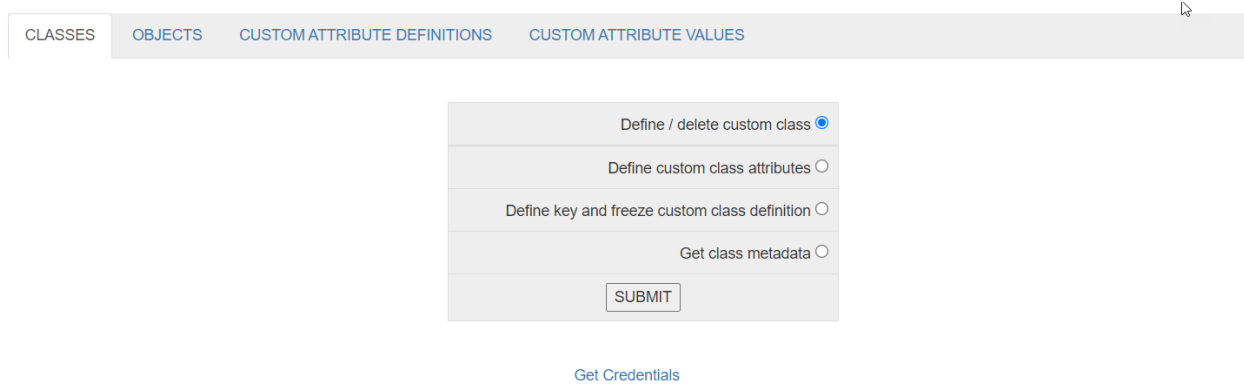 CLASSES OBJECTS CUSTOM ATTRIBUTE DEFINITIONS CUSTOM ATTRIBUTE VALUES
Define / delete custom class
Define custom class attributes
Define key and freeze custom class definition
Get class metadata
SUBMIT
Get Credentials